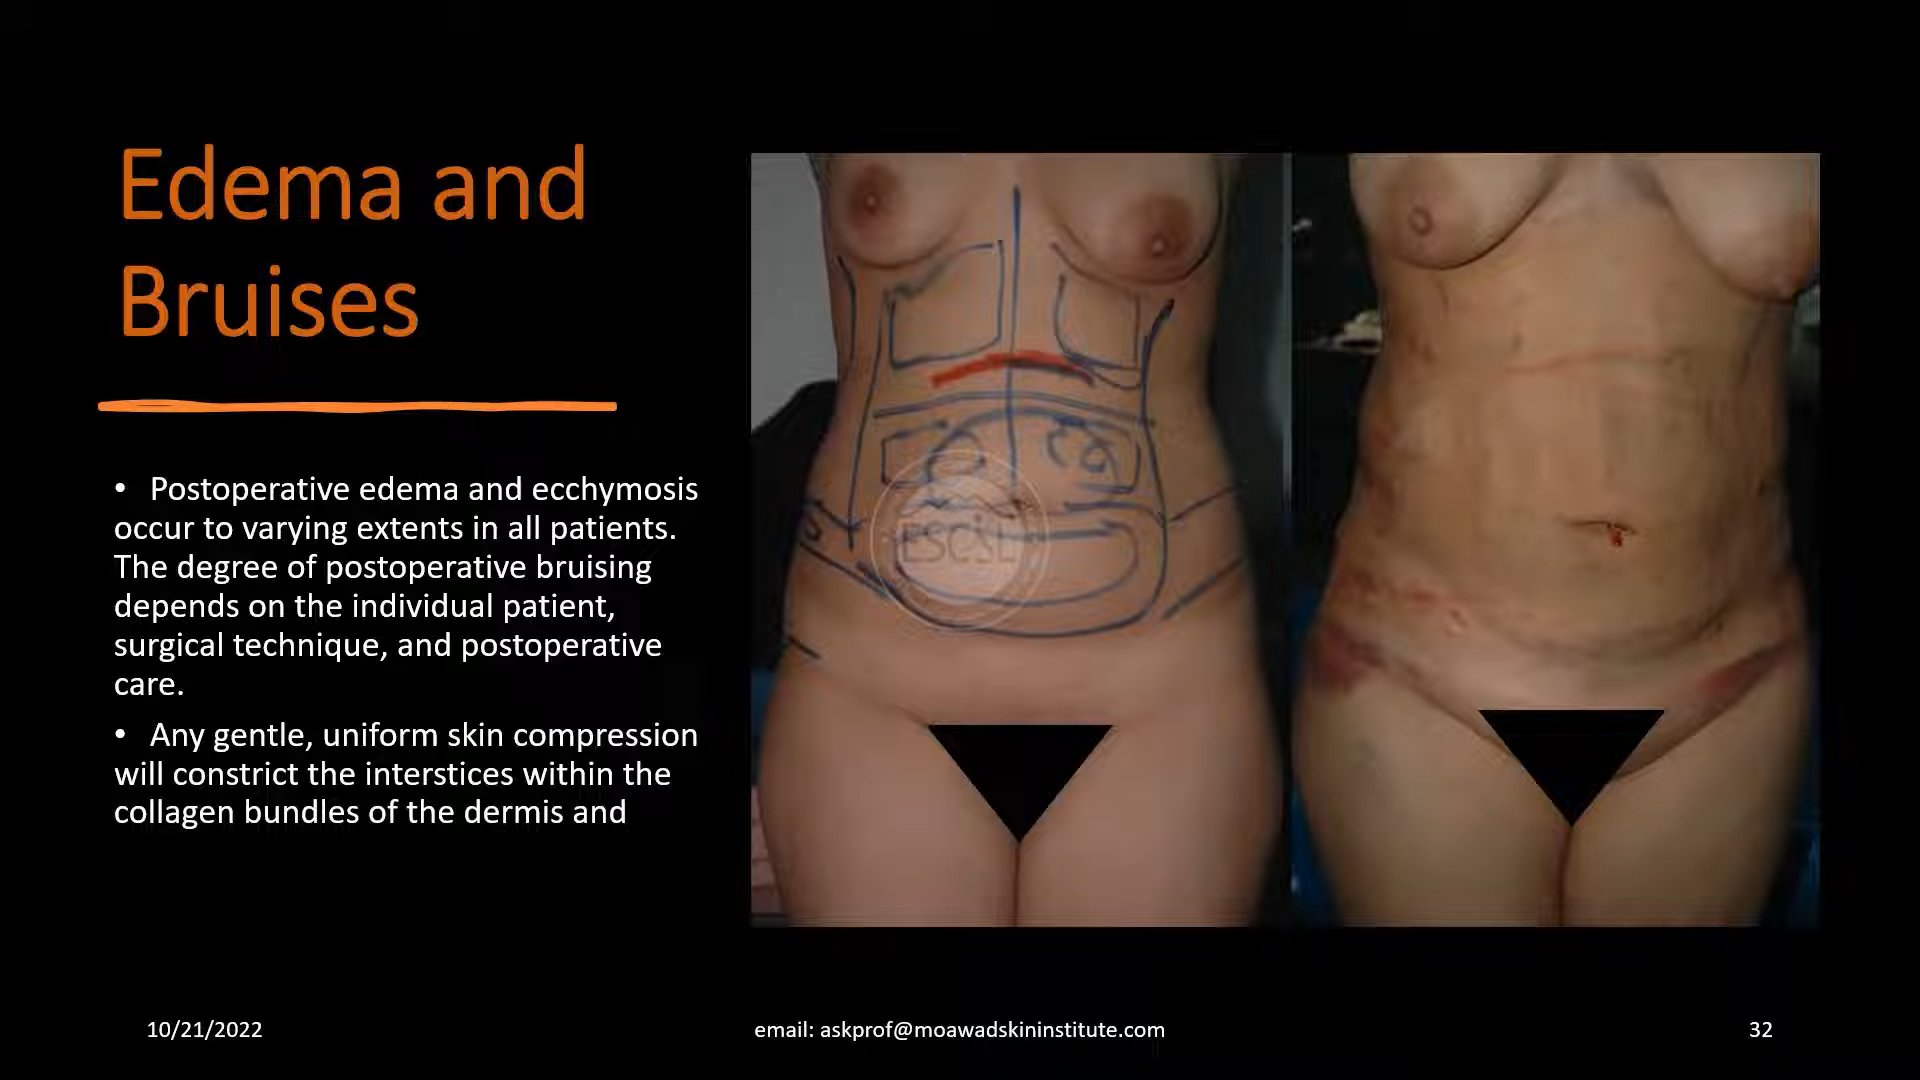 Edema and
Bruises
• Postoperative edema and ecchymosis
occur to varying extents in all patients.
The degree of postoperative bruising
depends on the individual patient,
surgical technique, and postoperative
care.
• Any gentle, uniform skin compression
will constrict the interstices within the
collagen bundles of the dermis and
ESCSL
10/21/2022
email: askprof@moawadskininstitute.com
32